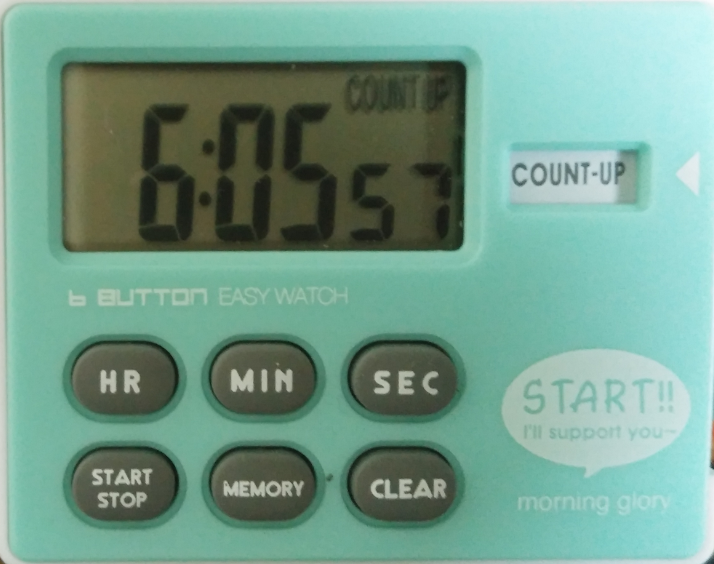 COUNT UP
6:05 57
COUNT-UP
6 BUTTON EASY WATCH
HR MIN SEC
START!!
I'll support you~
START
STOP
MEMORY
CLEAR
morning glory